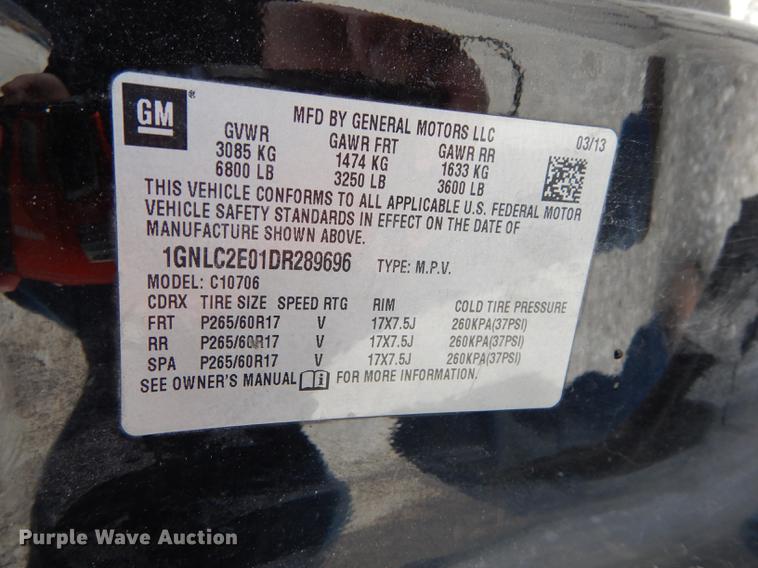 GM
MFD BY GENERAL MOTORS LLC
03/13
GVWR GAWR FRT GAWR RR
3085 KG 1474 KG 1633 KG
6800 LB 3250 LB 3600 LB
THIS VEHICLE CONFORMS TO ALL APPLICABLE U.S. FEDERAL MOTOR
VEHICLE SAFETY STANDARDS IN EFFECT ON THE DATE OF
MANUFACTURE SHOWN ABOVE.
1GNLC2E01DR289696 TYPE: M.P.V.
MODEL: C10706
CDRX TIRE SIZE SPEED RTG RIM COLD TIRE PRESSURE
FRT P265/60R17 V 17X7.5J 260KPA(37PSI)
RR P265/60R17 V 17X7.5J 260KPA(37PSI)
SPA P265/60R17 V 17X7.5J 260KPA(37PSI)
SEE OWNER'S MANUAL FOR MORE INFORMATION.
Purple Wave Auction